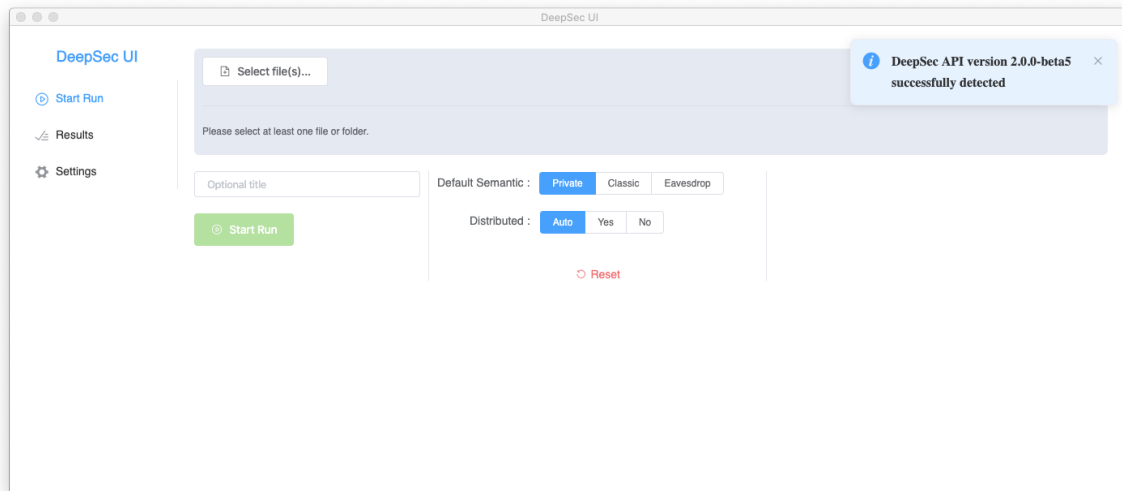 DeepSec UI
DeepSec UI
Start Run
Results
Settings
Select file(s)...
Please select at least one file or folder.
DeepSec API version 2.0.0-beta5
successfully detected
Optional title
Start Run
Default Semantic :
Private
Classic
Eavesdrop
Distributed :
Auto
Yes
No
Reset